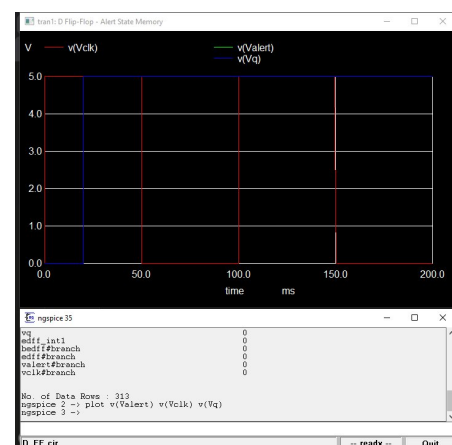 tran1: D Flip-Flop - Alert State Memory
V v(Vclk) v(Valert)
v(Vq)
5.0
4.0
3.0
2.0
1.0
0.0
0.0 50.0 100.0 150.0 200.0
time ms
ngspice 35
vq 0
edff_int1 0
bedff#branch 0
edff#branch 0
valert#branch 0
vclk#branch 0
No. of Data Rows : 313
ngspice 2 -> plot v(Valert) v(Vclk) v(Vq)
ngspice 3 ->
D_FF.cir -- ready -- Quit